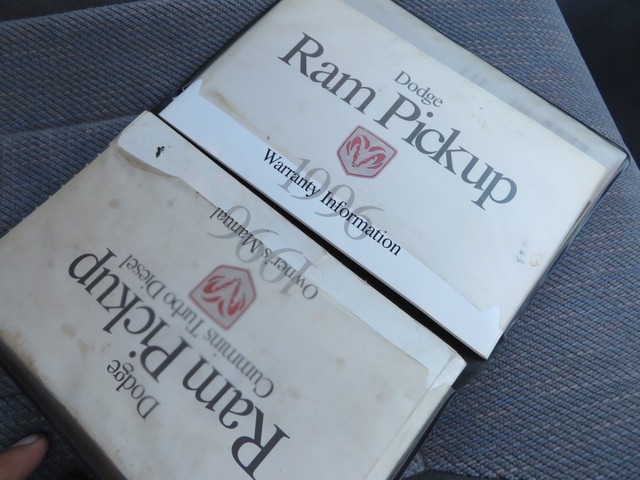 Dodge
Ram Pickup
1996
Warranty Information
Dodge
Ram Pickup
Cummins Turbo Diesel
1996
Owner's Manual